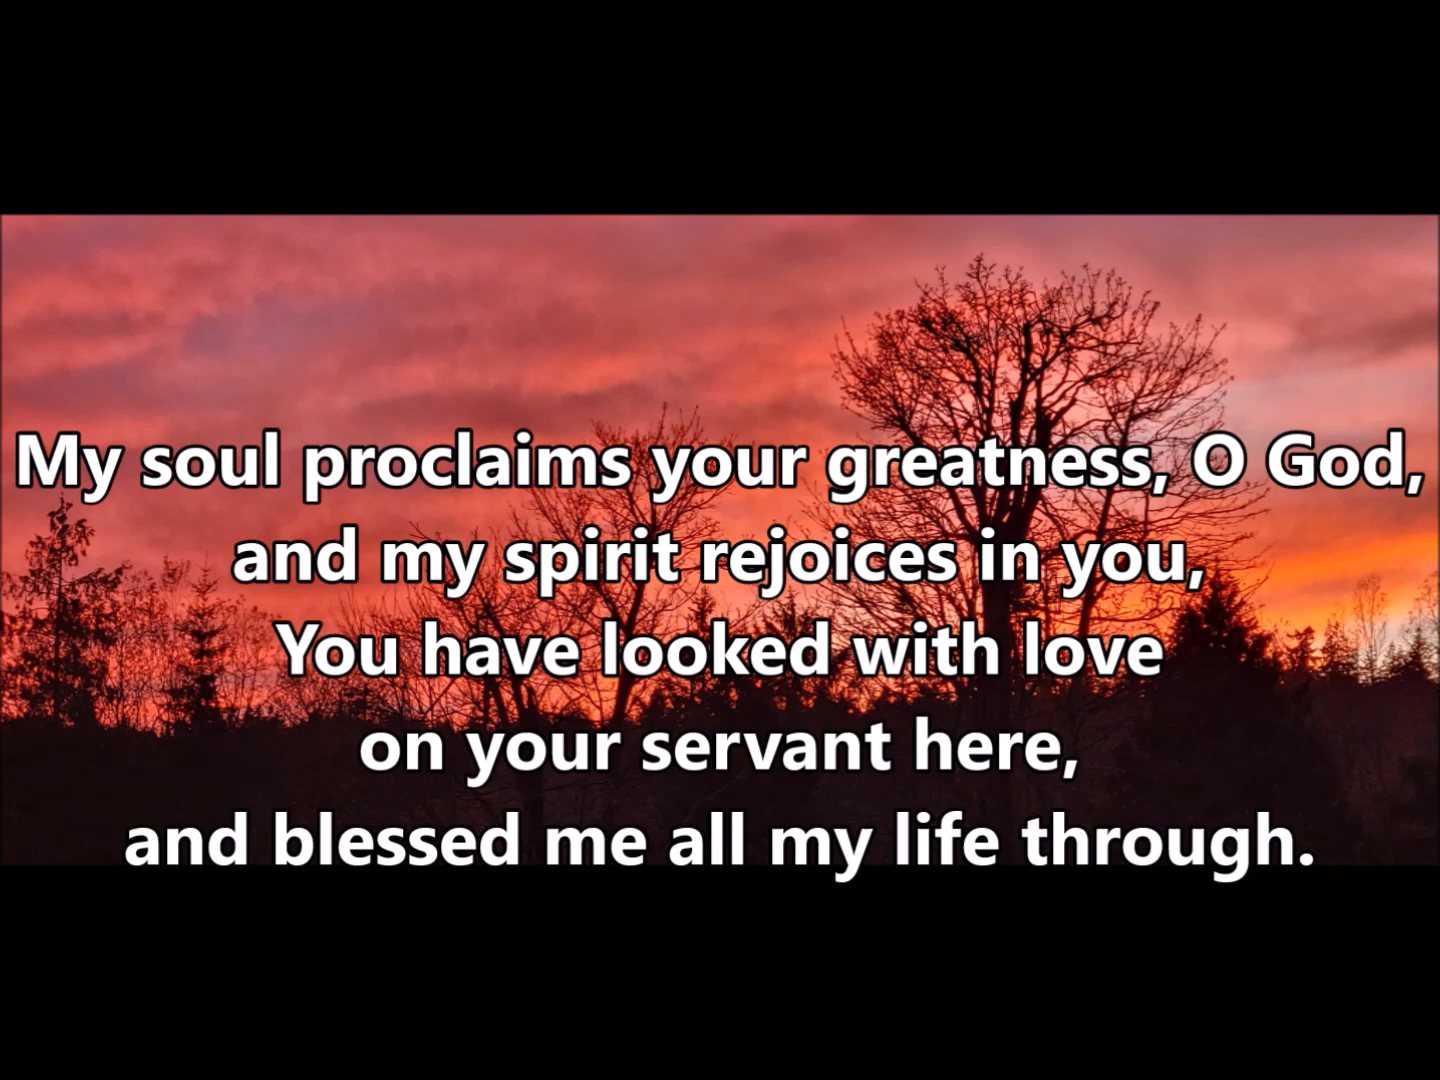 My soul proclaims your greatness, O God,
and my spirit rejoices in you,
You have looked with love
on your servant here,
and blessed me all my life through.